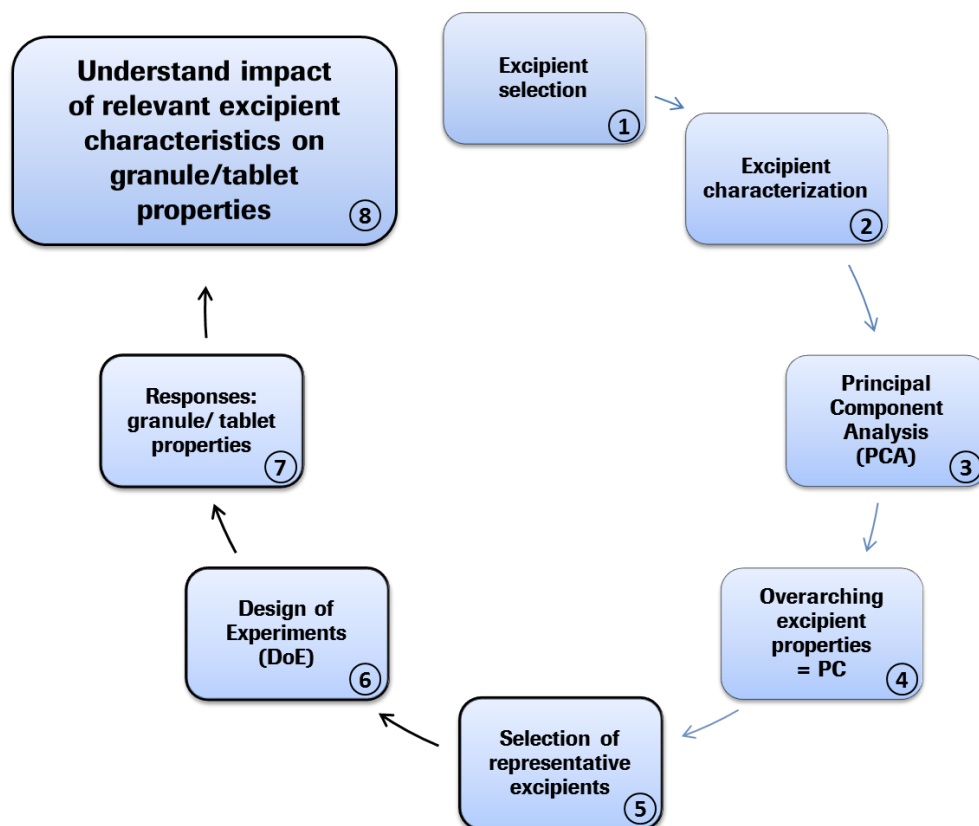 Excipient
selection
1
Excipient
characterization
2
Principal
Component
Analysis
(PCA)
3
Overarching
excipient
properties
= PC
4
Selection of
representative
excipients
5
Design of
Experiments
(DoE)
6
Responses:
granule/ tablet
properties
7
Understand impact
of relevant excipient
characteristics on
granule/tablet
properties
8